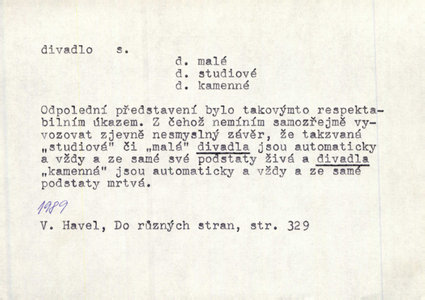 divadlo s.
d. malé
d. studiové
d. kamenné
Odpolední představení bylo takovýmto respekta-
bilním úkazem. Z čehož nemíním samozřejmě vy-
vozovat zjevně nesmyslný závěr, že takzvaná
„studiová" či „malá" divadla jsou automaticky
a vždy a ze samé své podstaty živá a divadla
„kamenná" jsou automaticky a vždy a ze samé
podstaty mrtvá.
1989
V. Havel, Do různých stran, str. 329